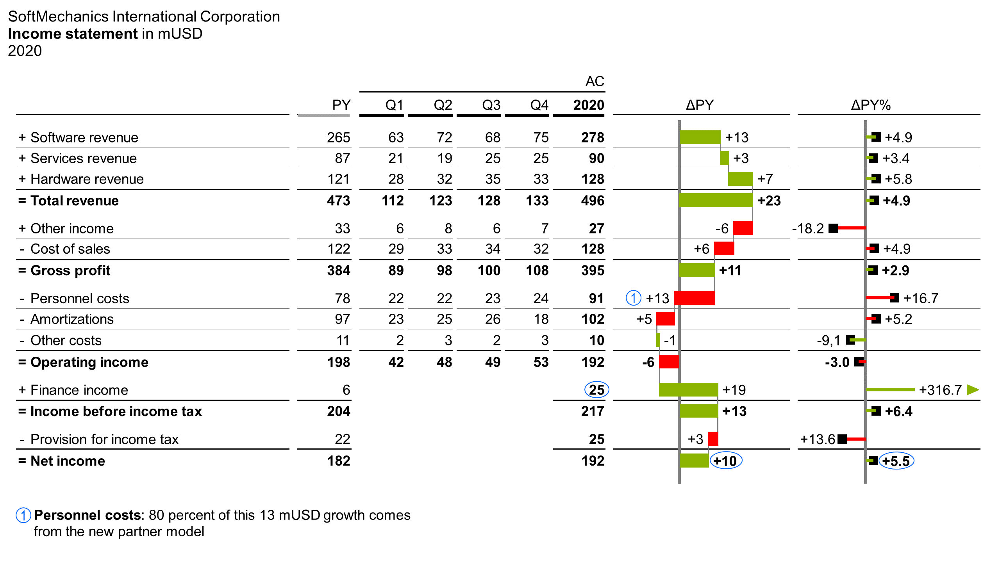 SoftMechanics International Corporation
Income statement in mUSD
2020
AC
PY Q1 Q2 Q3 Q4 2020 ΔPY ΔPY%
+ Software revenue 265 63 72 68 75 278 +13 +4.9
+ Services revenue 87 21 19 25 25 90 +3 +3.4
+ Hardware revenue 121 28 32 35 33 128 +7 +5.8
= Total revenue 473 112 123 128 133 496 +23 +4.9
+ Other income 33 6 8 6 7 27 -6 -18.2
- Cost of sales 122 29 33 34 32 128 +6 +4.9
= Gross profit 384 89 98 100 108 395 +11 +2.9
- Personnel costs 78 22 22 23 24 91 1 +13 +16.7
- Amortizations 97 23 25 26 18 102 +5 +5.2
- Other costs 11 2 3 2 3 10 -1 -9,1
= Operating income 198 42 48 49 53 192 -6 -3.0
+ Finance income 6 25 +19 +316.7
= Income before income tax 204 217 +13 +6.4
- Provision for income tax 22 25 +3 +13.6
= Net income 182 192 +10 +5.5
1 Personnel costs: 80 percent of this 13 mUSD growth comes
from the new partner model